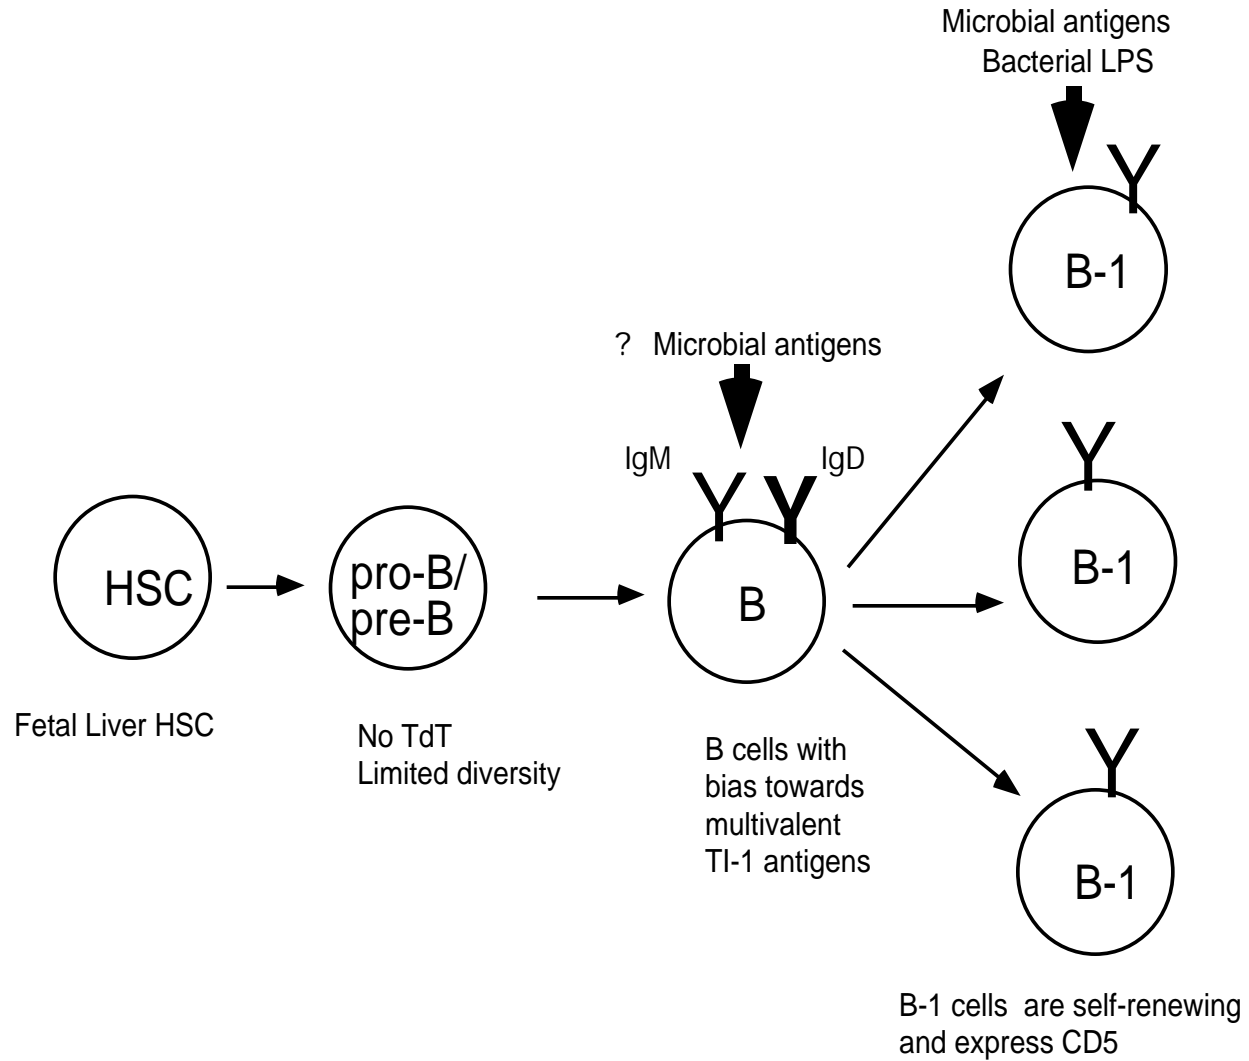 Microbial antigens
Bacterial LPS
B-1
? Microbial antigens
IgM
IgD
B-1
HSC
pro-B/
pre-B
B
Fetal Liver HSC
No TdT
Limited diversity
B cells with
bias towards
multivalent
TI-1 antigens
B-1
B-1 cells are self-renewing
and express CD5